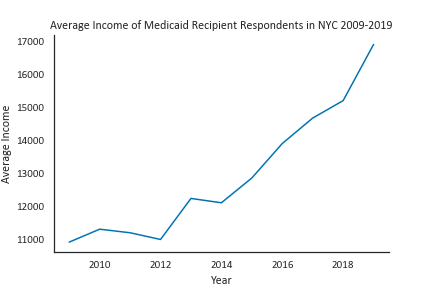 Average Income of Medicaid Recipient Respondents in NYC 2009-2019
17000
16000
15000
14000
13000
12000
11000
Average Income
2010 2012 2014 2016 2018
Year